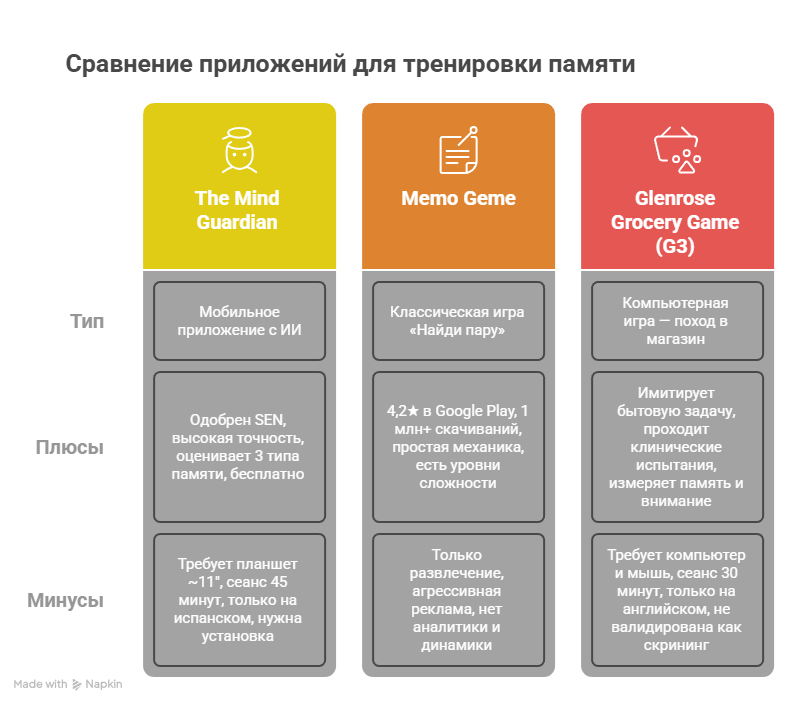 Сравнение приложений для тренировки памяти
The Mind
Guardian
Memo Geme
Glenrose
Grocery Game
(G3)
Тип
Мобильное
приложение с ИИ
Классическая игра
«Найди пару»
Компьютерная
игра — поход в
магазин
Плюсы
Одобрен SEN,
высокая точность,
оценивает 3 типа
памяти, бесплатно
4,2★ в Google Play, 1
млн+ скачиваний,
простая механика,
есть уровни
сложности
Имитирует
бытовую задачу,
проходит
клинические
испытания,
измеряет память и
внимание
Минусы
Требует планшет
~11", сеанс 45
минут, только на
испанском, нужна
установка
Только
развлечение,
агрессивная
реклама, нет
аналитики и
динамики
Требует компьютер
и мышь, сеанс 30
минут, только на
английском, не
валидирована как
скрининг
Made with Napkin